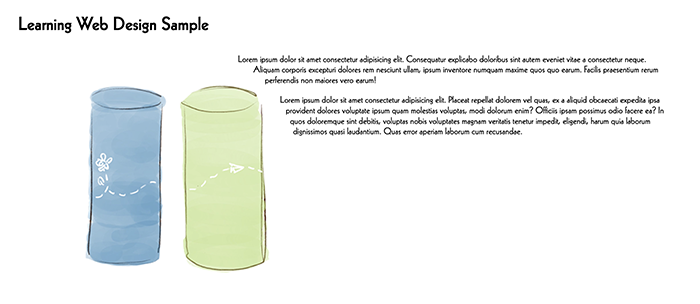 Learning Web Design Sample
Lorem ipsum dolor sit amet consectetur adipisicing elit. Consequatur explicabo doloribus sint autem eveniet vitae a consectetur neque.
Aliquam corporis excepturi dolores rem nesciunt ullam, ipsum inventore numquam maxime quos quo earum. Facilis praesentium rerum
perferendis non maiores vero earum!
Lorem ipsum dolor sit amet consectetur adipisicing elit. Placeat repellat dolorem vel quas, ex a aliquid obcaecati expedita ipsa
provident dolores voluptate ipsum quam molestias voluptas, modi dolorum enim? Officiis ipsam possimus odio facere ea? In
quos doloremque sint debitis, voluptas nobis voluptates magnam veritatis tenetur impedit, eligendi, harum quia laborum
dignissimos quasi laudantium. Quas error aperiam laborum cum recusandae.